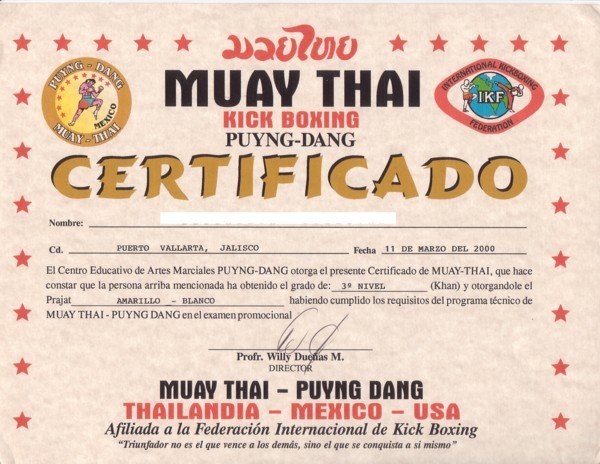 มวยไทย
PUYNG - DANG
MEXICO
MUAY - THAI
MUAY THAI
INTERNATIONAL KICKBOXING
IKF
FEDERATION
KICK BOXING
PUYNG-DANG
CERTIFICADO
Nombre:
Cd. PUERTO VALLARTA, JALISCO Fecha 11 DE MARZO DEL 2000
El Centro Educativo de Artes Marciales PUYNG-DANG otorga el presente Certificado de MUAY-THAI, que hace
constar que la persona arriba mencionada ha obtenido el grado de: 3º NIVEL (Khan) y otorgandole el
Prajat AMARILLO - BLANCO habiendo cumplido los requisitos del programa técnico de
MUAY THAI - PUYNG DANG en el examen promocional
Profr. Willy Dueñas M.
DIRECTOR
MUAY THAI – PUYNG DANG
THAILANDIA – MEXICO – USA
Afiliada a la Federación Internacional de Kick Boxing
"Triunfador no es el que vence a los demás, sino el que se conquista a si mismo"